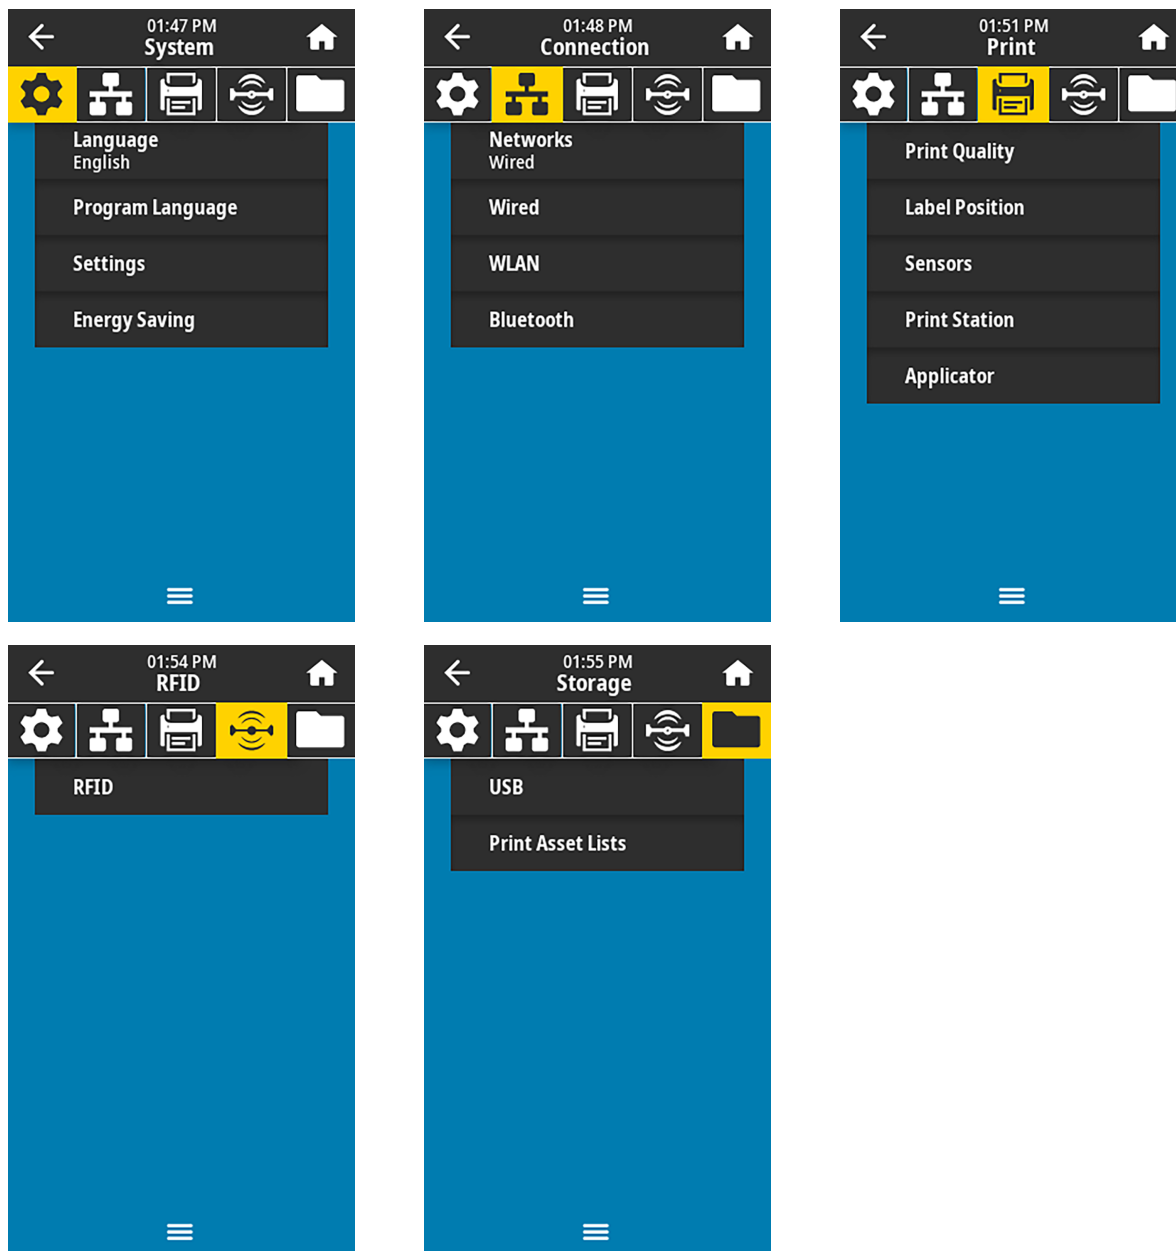 01:47 PM
System
Language
English
Program Language
Settings
Energy Saving
01:48 PM
Connection
Networks
Wired
Wired
WLAN
Bluetooth
01:51 PM
Print
Print Quality
Label Position
Sensors
Print Station
Applicator
01:54 PM
RFID
RFID
01:55 PM
Storage
USB
Print Asset Lists